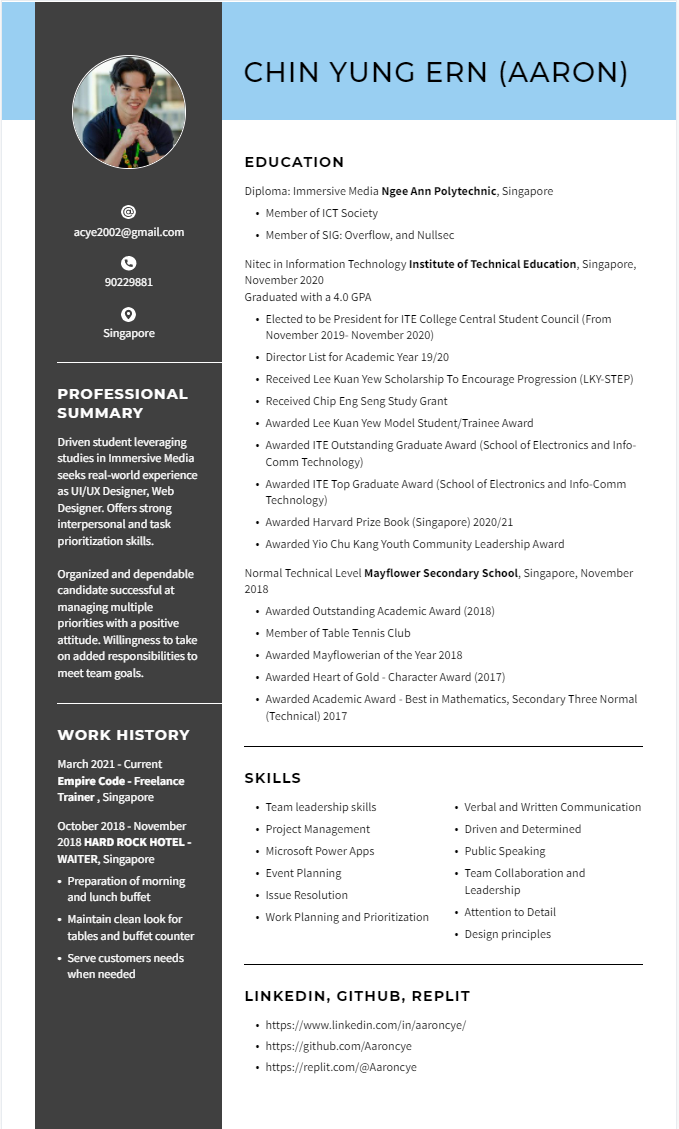 CHIN YUNG ERN (AARON)
@
acye2002@gmail.com
90229881
Singapore
PROFESSIONAL
SUMMARY
Driven student leveraging
studies in Immersive Media
seeks real-world experience
as UI/UX Designer, Web
Designer. Offers strong
interpersonal and task
prioritization skills.
Organized and dependable
candidate successful at
managing multiple
priorities with a positive
attitude. Willingness to take
on added responsibilities to
meet team goals.
WORK HISTORY
March 2021 - Current
Empire Code - Freelance
Trainer , Singapore
October 2018 - November
2018 HARD ROCK HOTEL -
WAITER, Singapore
• Preparation of morning
and lunch buffet
• Maintain clean look for
tables and buffet counter
• Serve customers needs
when needed
EDUCATION
Diploma: Immersive Media Ngee Ann Polytechnic, Singapore
• Member of ICT Society
• Member of SIG: Overflow, and Nullsec
Nitec in Information Technology Institute of Technical Education, Singapore,
November 2020
Graduated with a 4.0 GPA
• Elected to be President for ITE College Central Student Council (From
November 2019- November 2020)
• Director List for Academic Year 19/20
• Received Lee Kuan Yew Scholarship To Encourage Progression (LKY-STEP)
• Received Chip Eng Seng Study Grant
• Awarded Lee Kuan Yew Model Student/Trainee Award
• Awarded ITE Outstanding Graduate Award (School of Electronics and Info-
Comm Technology)
• Awarded ITE Top Graduate Award (School of Electronics and Info-Comm
Technology)
• Awarded Harvard Prize Book (Singapore) 2020/21
• Awarded Yio Chu Kang Youth Community Leadership Award
Normal Technical Level Mayflower Secondary School, Singapore, November
2018
• Awarded Outstanding Academic Award (2018)
• Member of Table Tennis Club
• Awarded Mayflowerian of the Year 2018
• Awarded Heart of Gold - Character Award (2017)
• Awarded Academic Award - Best in Mathematics, Secondary Three Normal
(Technical) 2017
SKILLS
• Team leadership skills
• Project Management
• Microsoft Power Apps
• Event Planning
• Issue Resolution
• Work Planning and Prioritization
• Verbal and Written Communication
• Driven and Determined
• Public Speaking
• Team Collaboration and
Leadership
• Attention to Detail
• Design principles
LINKEDIN, GITHUB, REPLIT
• https://www.linkedin.com/in/aaroncye/
• https://github.com/Aaroncye
• https://replit.com/@Aaroncye